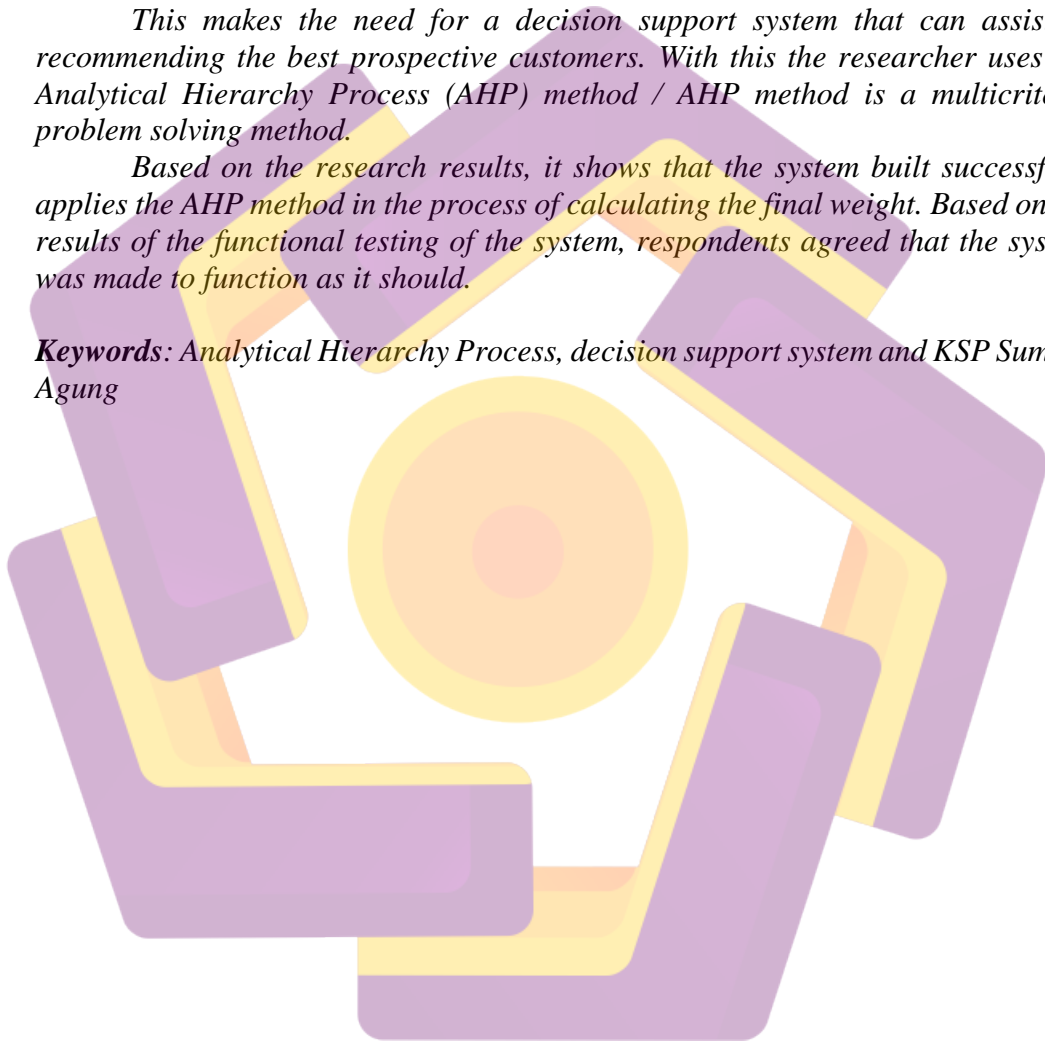 This makes the need for a decision support system that can assis
recommending the best prospective customers. With this the researcher uses
Analytical Hierarchy Process (AHP) method / AHP method is a multicrite
problem solving method.
Based on the research results, it shows that the system built successf
applies the AHP method in the process of calculating the final weight. Based on
results of the functional testing of the system, respondents agreed that the sys
was made to function as it should.
Keywords: Analytical Hierarchy Process, decision support system and KSP Sum
Agung